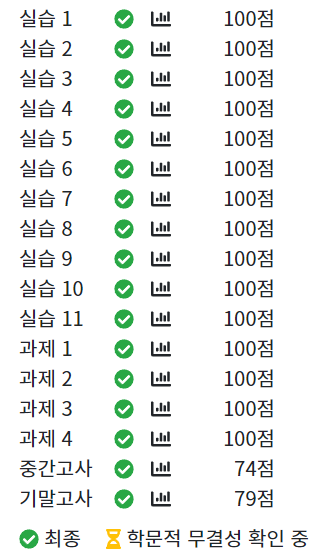 실습 1 100점
실습 2 100점
실습 3 100점
실습 4 100점
실습 5 100점
실습 6 100점
실습 7 100점
실습 8 100점
실습 9 100점
실습 10 100점
실습 11 100점
과제 1 100점
과제 2 100점
과제 3 100점
과제 4 100점
중간고사 74점
기말고사 79점
최종 학문적 무결성 확인 중